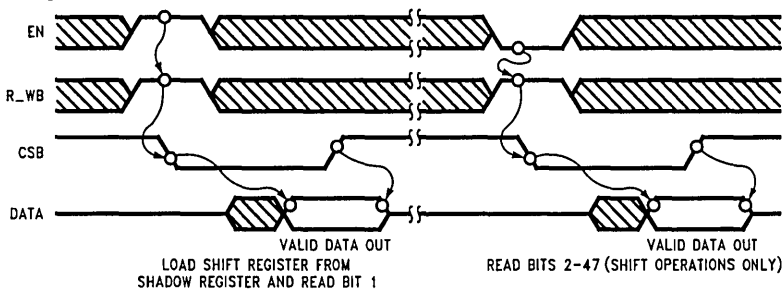 EN
R_WB
CSB
DATA
VALID DATA OUT
VALID DATA OUT
LOAD SHIFT REGISTER FROM
SHADOW REGISTER AND READ BIT 1
READ BITS 2-47 (SHIFT OPERATIONS ONLY)